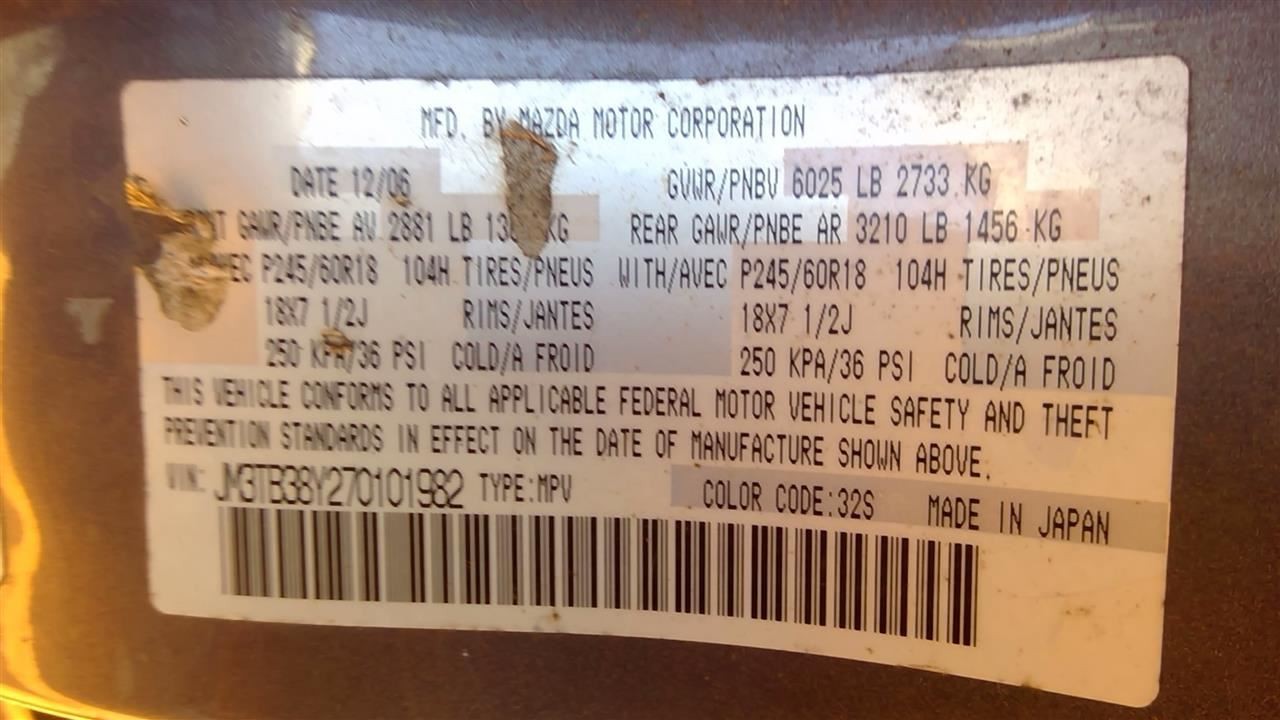 MFD. BY MAZDA MOTOR CORPORATION
DATE 12/06 GVWR/PNBV 6025 LB 2733 KG
GAWR/PNBE AV 2881 LB KG REAR GAWR/PNBE AR 3210 LB 1456 KG
P245/60R18 104H TIRES/PNEUS WITH/AVEC P245/60R18 104H TIRES/PNEUS
18X7 1/2J RIMS/JANTES 18X7 1/2J RIMS/JANTES
250 KPA/36 PSI COLD/A FROID 250 KPA/36 PSI COLD/A FROID
THIS VEHICLE CONFORMS TO ALL APPLICABLE FEDERAL MOTOR VEHICLE SAFETY AND THEFT
PREVENTION STANDARDS IN EFFECT ON THE DATE OF MANUFACTURE SHOWN ABOVE.
VIN: JM3TB38Y270101982 TYPE:MPV COLOR CODE:32S MADE IN JAPAN